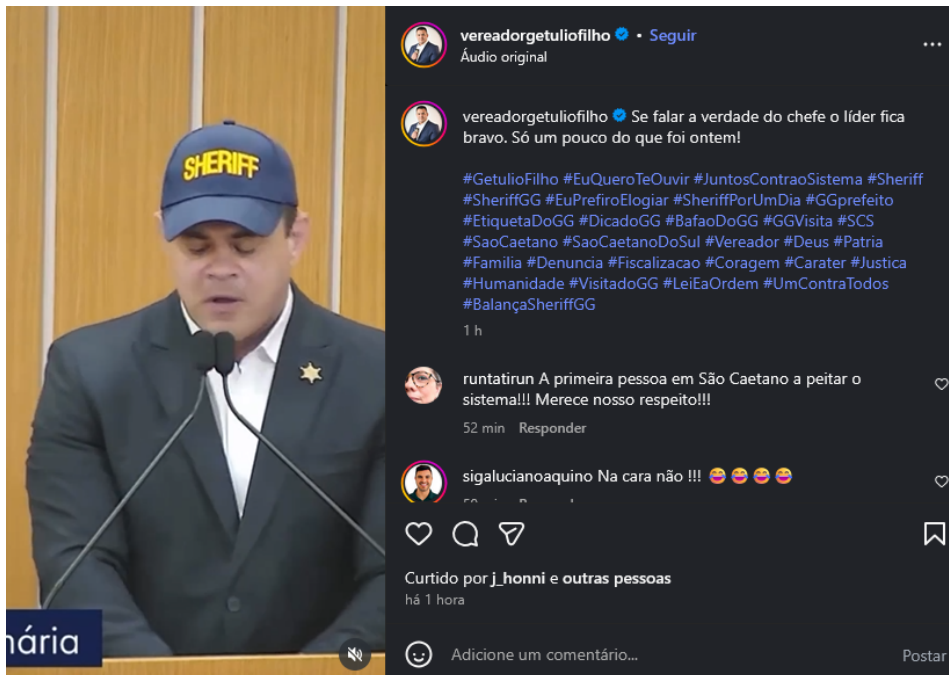 SHERIFF
nária
vereadorgetuliofilho • Seguir
Áudio original
vereadorgetuliofilho Se falar a verdade do chefe o líder fica
bravo. Só um pouco do que foi ontem!
#GetulioFilho #EuQueroTeOuvir #JuntosContraoSistema #Sheriff
#SheriffGG #EuPrefiroElogiar #SheriffPorUmDia #GGprefeito
#EtiquetaDoGG #DicadoGG #BafaoDoGG #GGVisita #SCS
#SaoCaetano #SaoCaetanoDoSul #Vereador #Deus #Patria
#Familia #Denuncia #Fiscalizacao #Coragem #Carater #Justica
#Humanidade #VisitadoGG #LeiEaOrdem #UmContraTodos
#BalançaSheriffGG
1 h
runtatirun A primeira pessoa em São Caetano a peitar o
sistema!!! Merece nosso respeito!!!
52 min Responder
sigalucianoaquino Na cara não !!! 😂😂😂😂
Curtido por j_honni e outras pessoas
há 1 hora
Adicione um comentário...
Postar